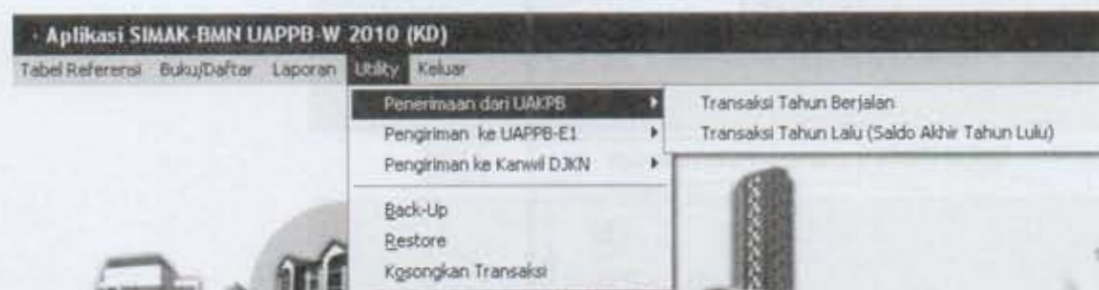 Aplikasi SIMAK-BMN UAPPB-W 2010 (KD)
Tabel Referensi Buku/Daftar Laporan Utility Keluar
Penerimaan dari UAKPB
Pengiriman ke UAPPB-E1
Pengiriman ke Kanwil DJKN
Back-Up
Restore
Kosongkan Transaksi
Transaksi Tahun Berjalan
Transaksi Tahun Lalu (Saldo Akhir Tahun Lulu)